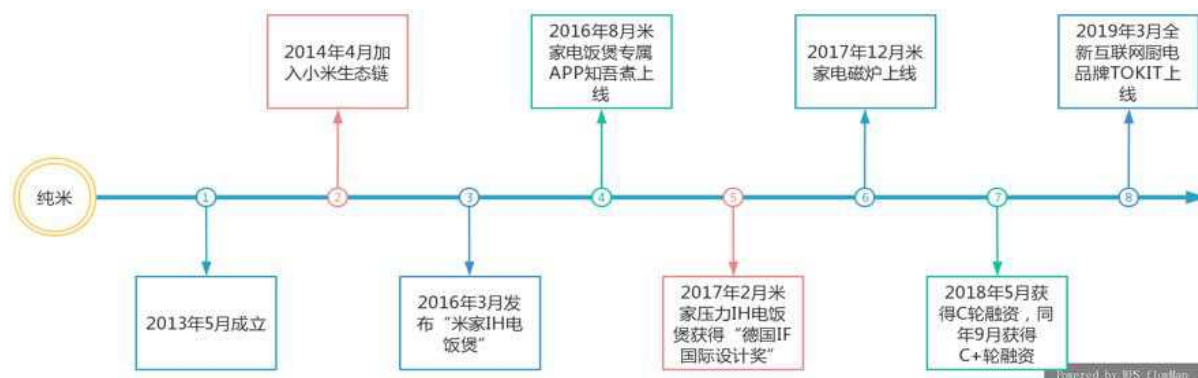 2014年4月加
入小米生态链
2016年8月米
家电饭煲专属
APP知吾煮上
线
2017年12月米
家电磁炉上线
2019年3月全
新互联网厨电
品牌TOKIT上
线
纯米
1
2
3
4
5
6
7
8
2013年5月成立
2016年3月发
布“米家IH电
饭煲”
2017年2月米
家压力IH电饭
煲获得“德国IF
国际设计奖”
2018年5月获
得C轮融资，同
年9月获得
C+轮融资
Powered by WPS